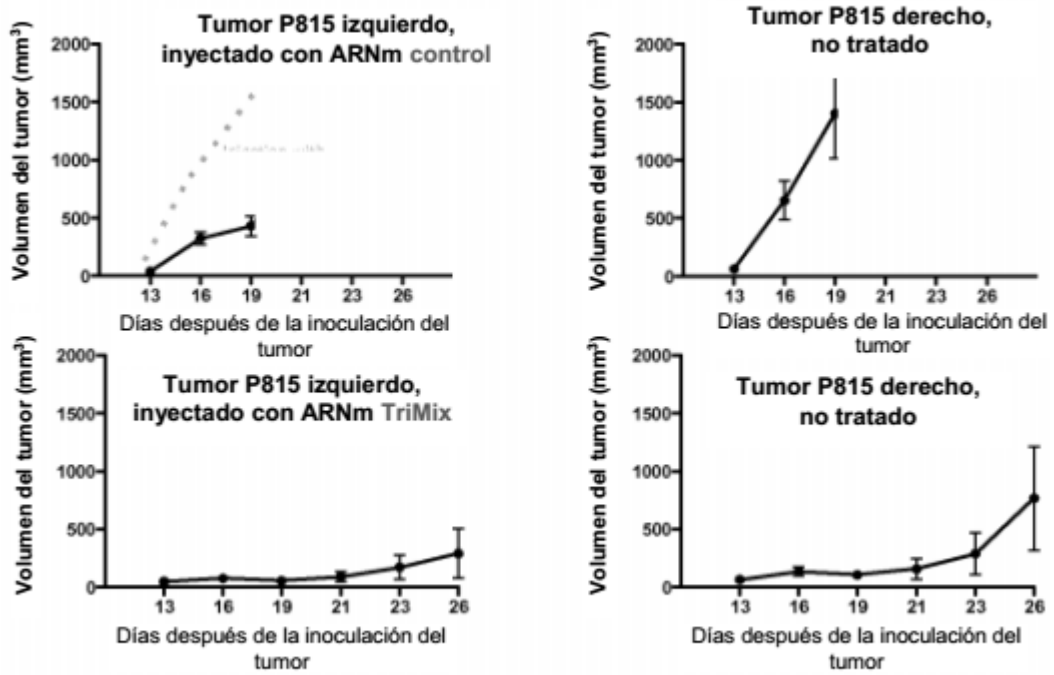 Tumor P815 izquierdo,
inyectado con ARNm control
Volumen del tumor (mm³)
2000
1500
1000
500
0
13 16 19 21 23 26
Días después de la inoculación del
tumor
Tumor P815 derecho,
no tratado
Volumen del tumor (mm³)
2000
1500
1000
500
0
13 16 19 21 23 26
Días después de la inoculación del
tumor
Tumor P815 izquierdo,
inyectado con ARNm TriMix
Volumen del tumor (mm³)
2000
1500
1000
500
0
13 16 19 21 23 26
Días después de la inoculación del
tumor
Tumor P815 derecho,
no tratado
Volumen del tumor (mm³)
2000
1500
1000
500
0
13 16 19 21 23 26
Días después de la inoculación del
tumor